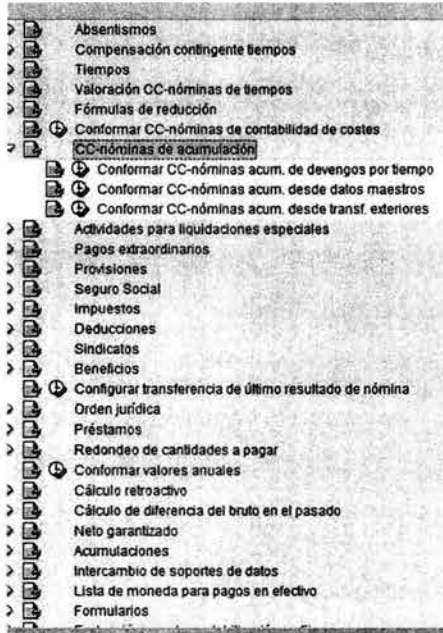 Absentismos
Compensación contingente tiempos
Tiempos
Valoración CC-nóminas de tiempos
Fórmulas de reducción
Conformar CC-nóminas de contabilidad de costes
CC-nóminas de acumulación
Conformar CC-nóminas acum. de devengos por tiempo
Conformar CC-nóminas acum. desde datos maestros
Conformar CC-nóminas acum. desde transf. exteriores
Actividades para liquidaciones especiales
Pagos extraordinarios
Provisiones
Seguro Social
Impuestos
Deducciones
Sindicatos
Beneficios
Configurar transferencia de último resultado de nómina
Orden jurídica
Préstamos
Redondeo de cantidades a pagar
Conformar valores anuales
Cálculo retroactivo
Cálculo de diferencia del bruto en el pasado
Neto garantizado
Acumulaciones
Intercambio de soportes de datos
Lista de moneda para pagos en efectivo
Formularios